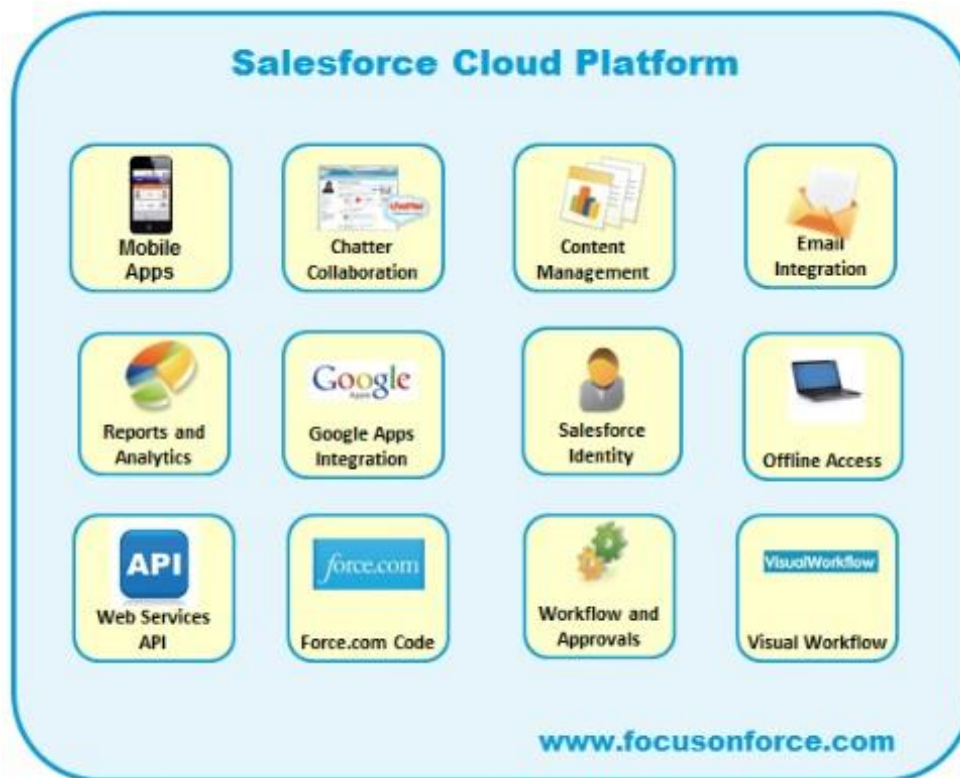 Salesforce Cloud Platform
Mobile
Apps
chatter
Chatter
Collaboration
Content
Management
Email
Integration
Reports and
Analytics
Google
Apps
Google Apps
Integration
Salesforce
Identity
Offline Access
API
Web Services
API
force.com
Force.com Code
Workflow and
Approvals
VisualWorkflow
Visual Workflow
www.focusonforce.com